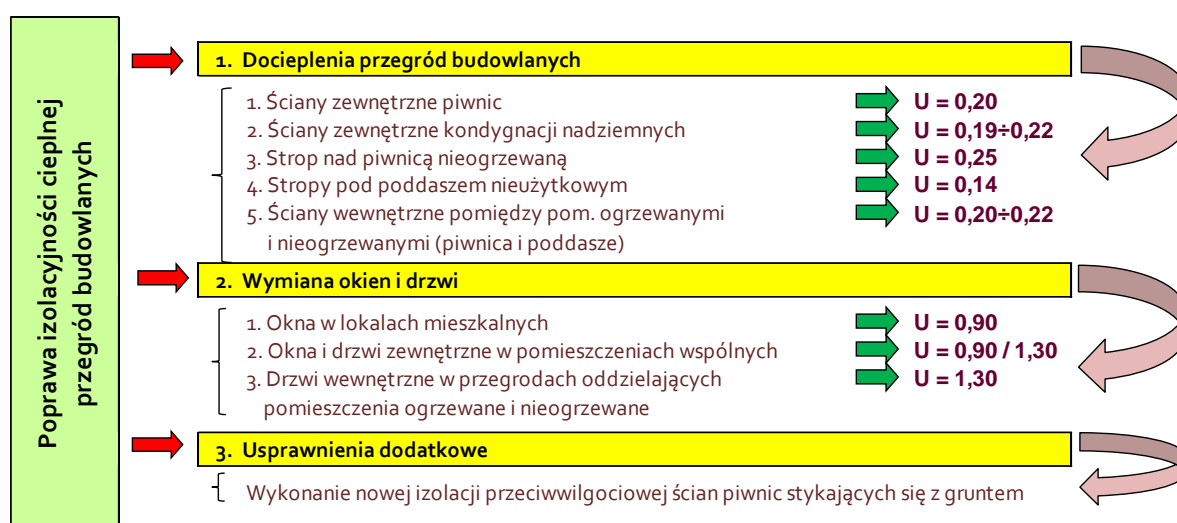 Poprawa izolacyjności cieplnej
przegród budowlanych
1. Docieplenia przegród budowlanych
1. Ściany zewnętrzne piwnic U = 0,20
2. Ściany zewnętrzne kondygnacji nadziemnych U = 0,19÷0,22
3. Strop nad piwnicą nieogrzewaną U = 0,25
4. Stropy pod poddaszem nieużytkowym U = 0,14
5. Ściany wewnętrzne pomiędzy pom. ogrzewanymi U = 0,20÷0,22
i nieogrzewanymi (piwnica i poddasze)
2. Wymiana okien i drzwi
1. Okna w lokalach mieszkalnych U = 0,90
2. Okna i drzwi zewnętrzne w pomieszczeniach wspólnych U = 0,90 / 1,30
3. Drzwi wewnętrzne w przegrodach oddzielających U = 1,30
pomieszczenia ogrzewane i nieogrzewane
3. Usprawnienia dodatkowe
Wykonanie nowej izolacji przeciwwilgociowej ścian piwnic stykających się z gruntem